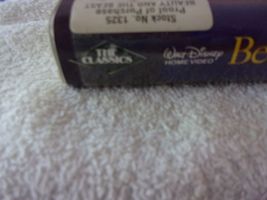 BEAUTY AND THE BEAST
Proof of Purchase
Stock No. 1325
THE
CLASSICS
WALT DISNEY
HOME VIDEO
Be